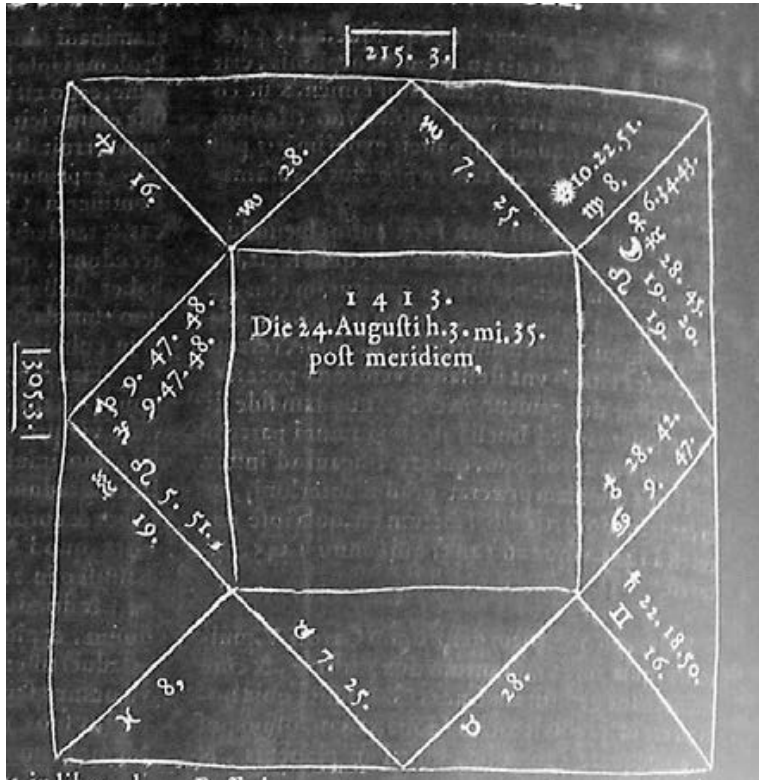 215. 3.
♐ 16.
♏ 28.
♏ 7. 25.
☉ 10. 22. 51.
♍ 8.
♀ 6. 34. 43.
☾ 28. 45.
♌ 19. 20.
19.
1 4 1 3.
Die 24. Augusti h. 3. mi. 35.
post meridiem,
305. 3.
♑ 9. 47. 48.
♃ 9. 47. 48.
☊ 5. 51.
♒ 19.
♂ 28. 42.
♋ 9. 47.
♄ 22. 18. 50.
♊ 16.
♓ 8,
♉ 7. 25.
♉ 28.